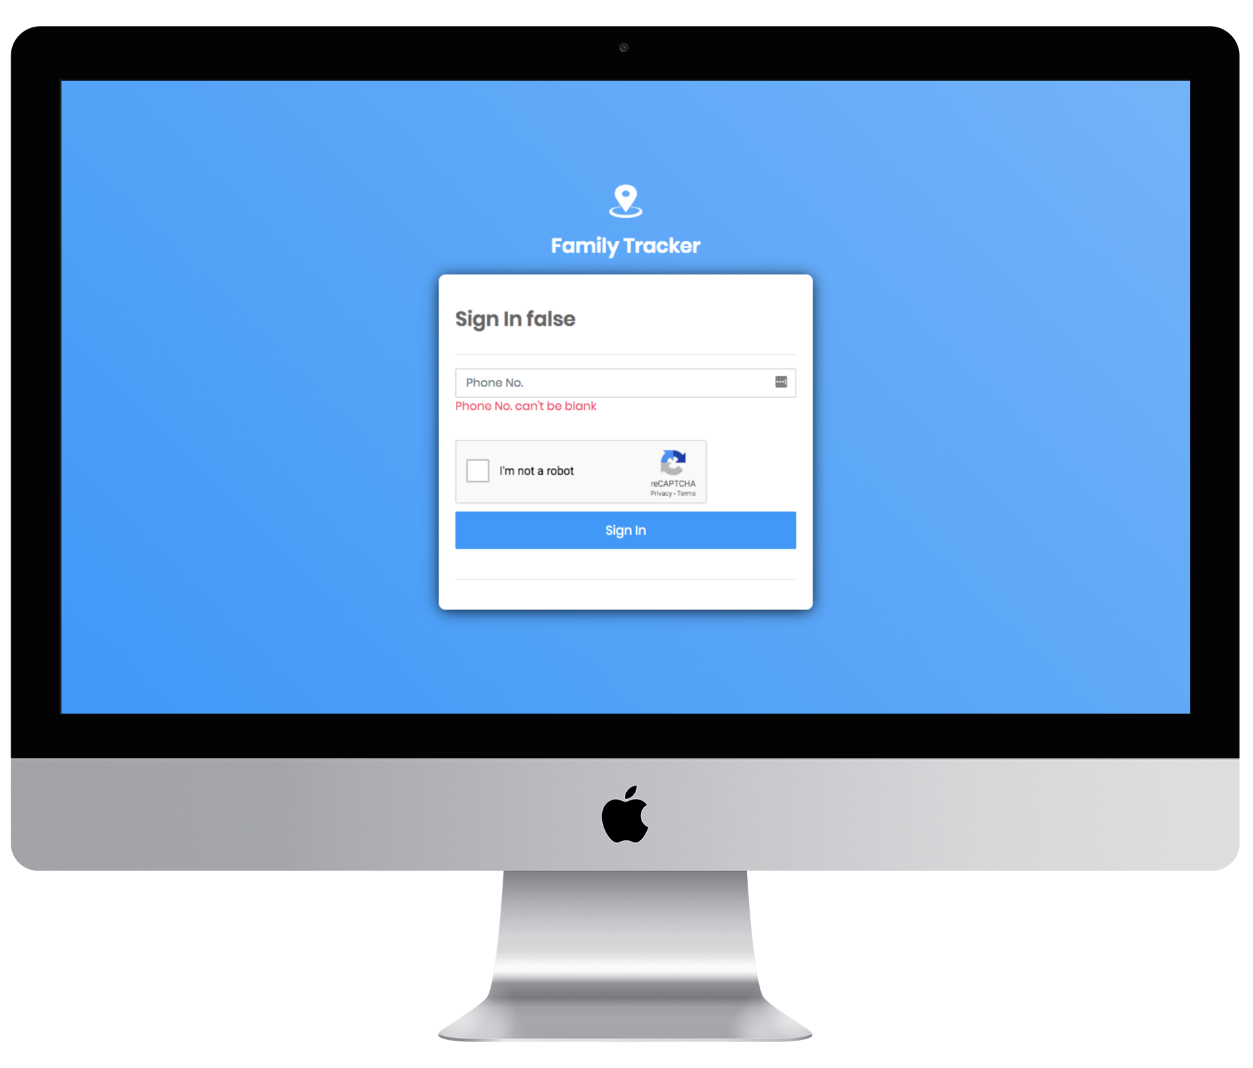 Family Tracker
Sign In false
Phone No.
Phone No. can't be blank
I'm not a robot
reCAPTCHA
Privacy - Terms
Sign In